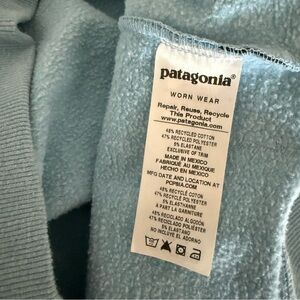 patagonia®
WORN WEAR
Repair, Reuse, Recycle
This Product
www.patagonia.com
48% RECYCLED COTTON
47% RECYCLED POLYESTER
5% ELASTANE
EXCLUSIVE OF TRIM
MADE IN MEXICO
FABRIQUÉ AU MEXIQUE
HECHO EN MEXICO
MFG DATE AND LOCATION AT
POPBIA.COM
48% RECYCLÉ COTON
47% RECYCLÉ POLYESTER
5% ÉLASTHANNE
À PART LA GARNITURE
48% RECICLADO ALGODÓN
47% RECICLADO POLIÉSTER
5% ELASTANO
NO INCLUYE EL ADORNO